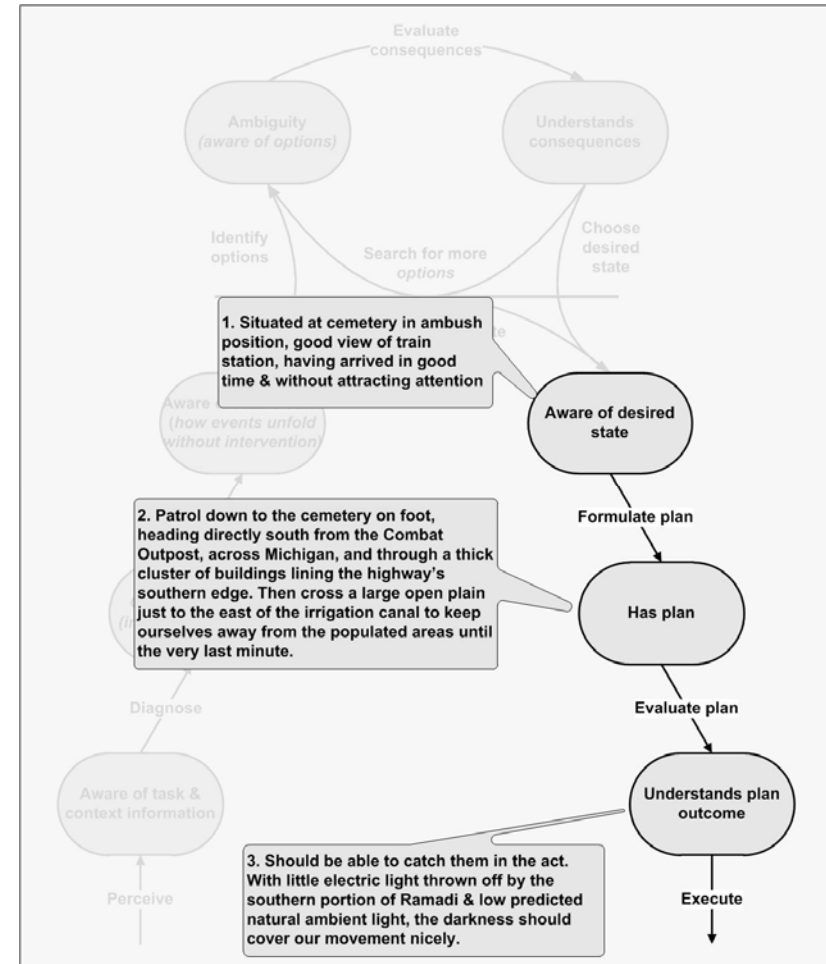 Evaluate
consequences
Ambiguity
(aware of options)
Understands
consequences
Identify
options
Search for more
options
Choose
desired
state
1. Situated at cemetery in ambush
position, good view of train
station, having arrived in good
time & without attracting attention
Aware
(how events unfold
without intervention)
Aware of desired
state
Formulate plan
2. Patrol down to the cemetery on foot,
heading directly south from the Combat
Outpost, across Michigan, and through a thick
cluster of buildings lining the highway's
southern edge. Then cross a large open plain
just to the east of the irrigation canal to keep
ourselves away from the populated areas until
the very last minute.
Has plan
Diagnose
Evaluate plan
Aware of task &
context information
Understands plan
outcome
3. Should be able to catch them in the act.
With little electric light thrown off by the
southern portion of Ramadi & low predicted
natural ambient light, the darkness should
cover our movement nicely.
Perceive
Execute